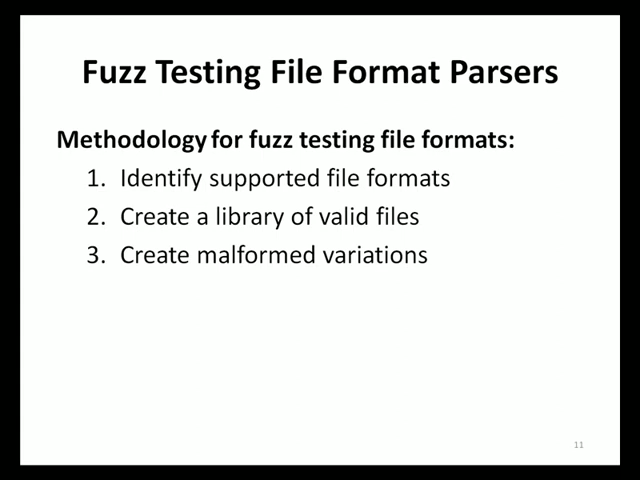 Fuzz Testing File Format Parsers
Methodology for fuzz testing file formats:
1. Identify supported file formats
2. Create a library of valid files
3. Create malformed variations
11